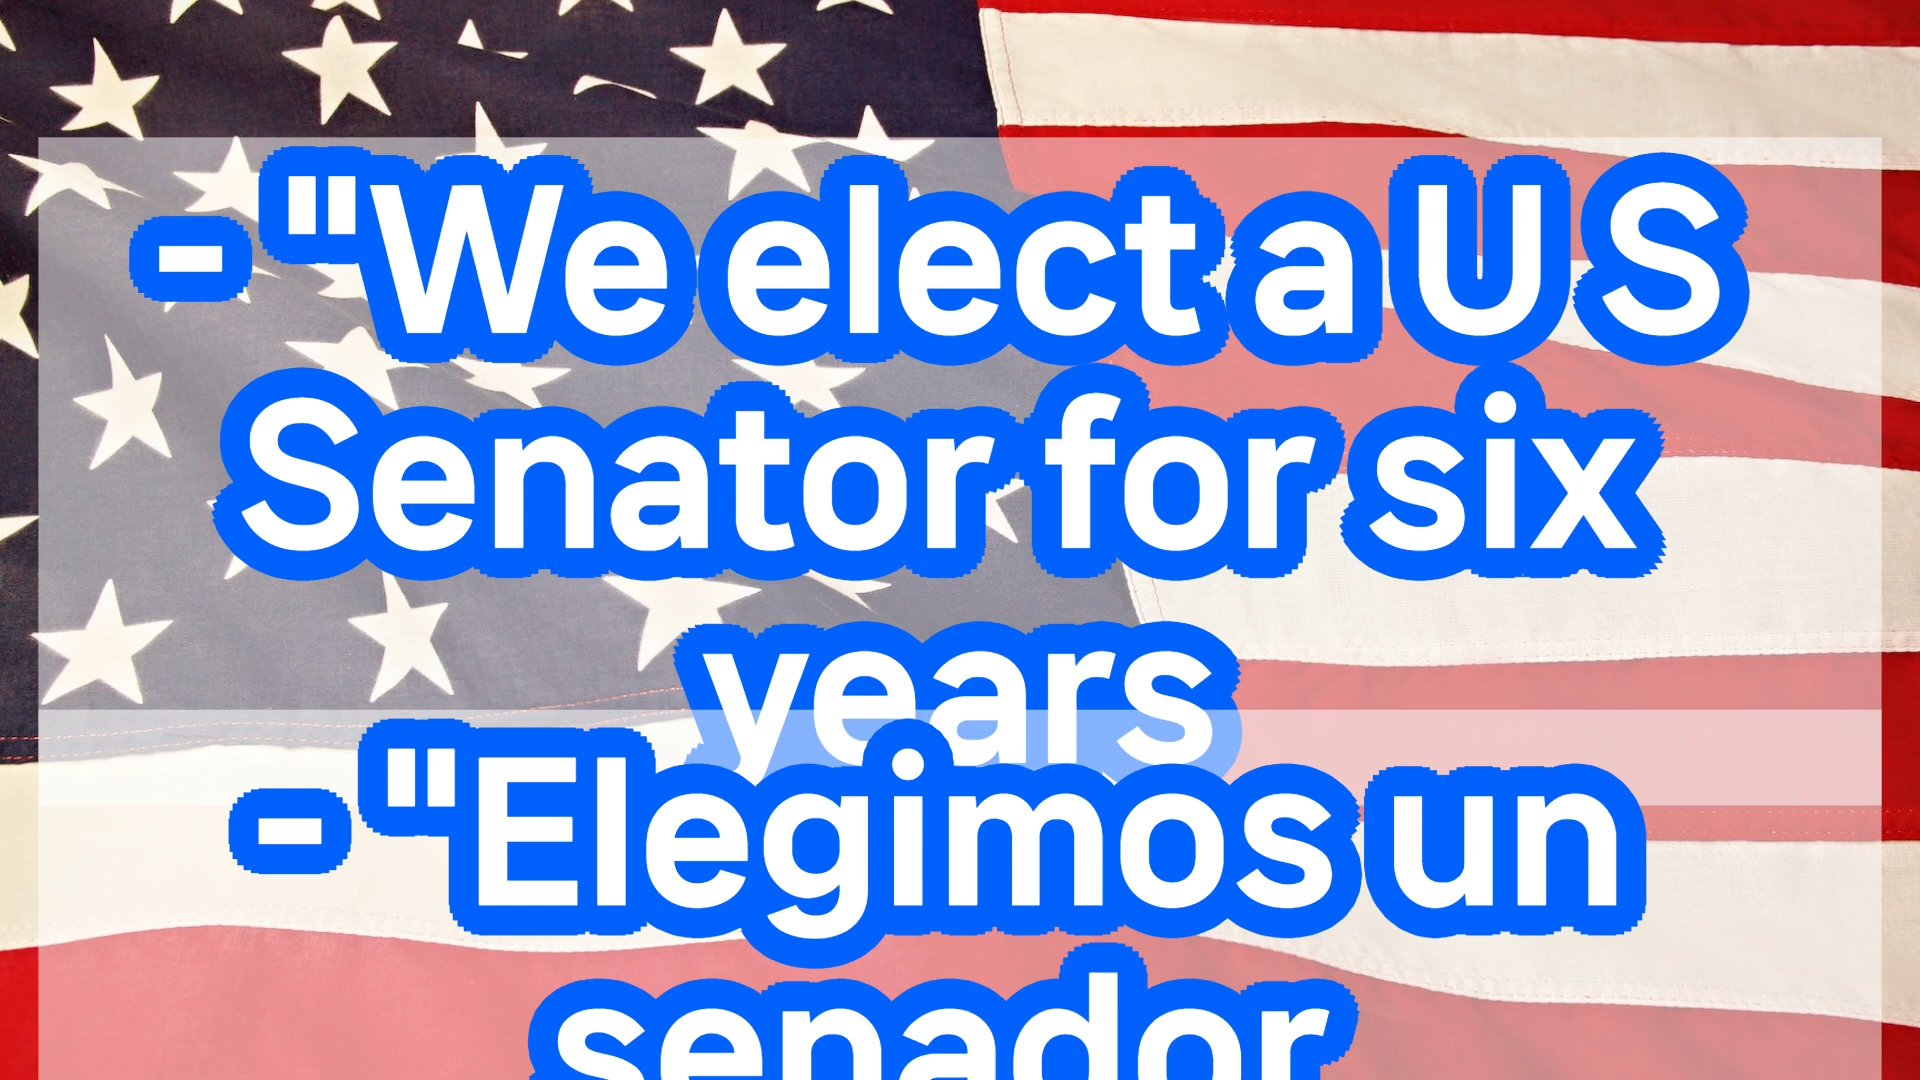 - "We elect a U S
Senator for six
years
- "Elegimos un
senador